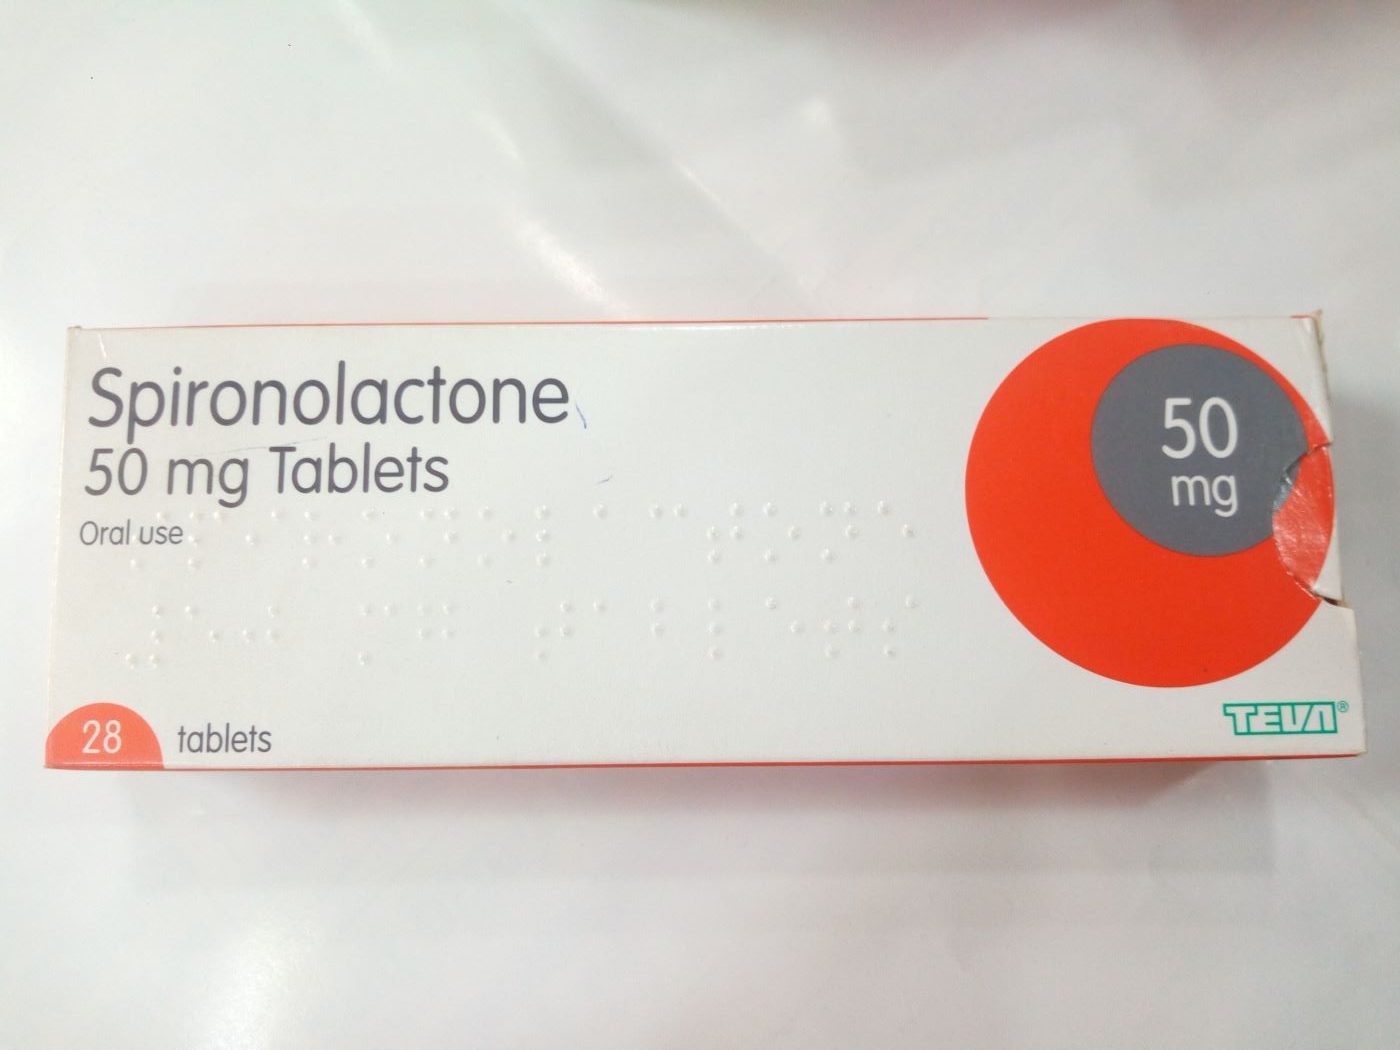 Spironolactone
50 mg Tablets
Oral use
50
mg
28 tablets
TEVA®